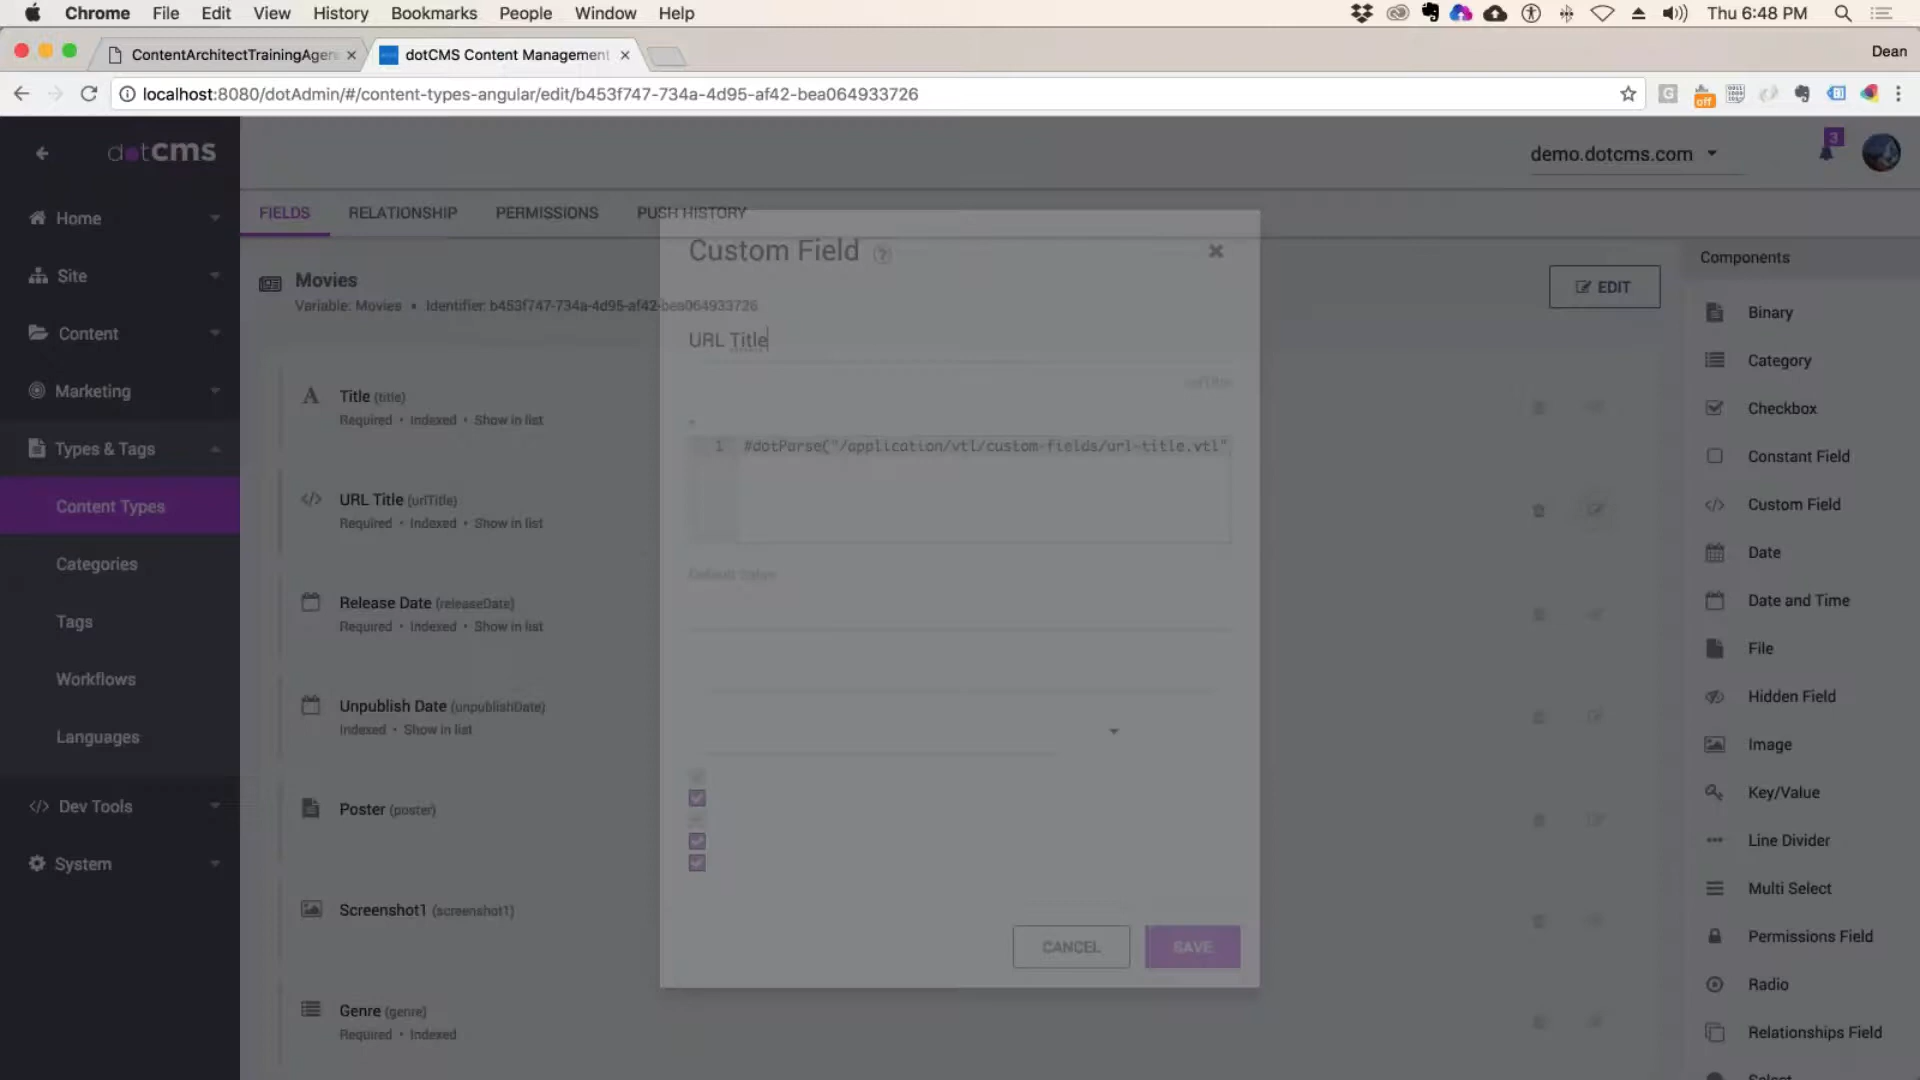 Chrome File Edit View History Bookmarks People Window Help Thu 6:48 PM
ContentArchitectTrainingAgen
dotCMS Content Management
Dean
localhost:8080/dotAdmin/#/content-types-angular/edit/b453f747-734a-4d95-af42-bea064933726
off
dotcms
demo.dotcms.com
3
Home
Site
Content
Marketing
Types & Tags
Content Types
Categories
Tags
Workflows
Languages
Dev Tools
System
FIELDS RELATIONSHIP PERMISSIONS PUSH HISTORY
Movies
Variable: Movies • Identifier: b453f747-734a-4d95-af42-bea064933726
EDIT
Title (title)
Required • Indexed • Show in list
URL Title (urlTitle)
Required • Indexed • Show in list
Release Date (releaseDate)
Required • Indexed • Show in list
Unpublish Date (unpublishDate)
Indexed • Show in list
Poster (poster)
Screenshot1 (screenshot1)
Genre (genre)
Required • Indexed
Custom Field ?
URL Title
urlTitle
1 #dotParse("/application/vtl/custom-fields/url-title.vtl"
Default Value
CANCEL
SAVE
Components
Binary
Category
Checkbox
Constant Field
Custom Field
Date
Date and Time
File
Hidden Field
Image
Key/Value
Line Divider
Multi Select
Permissions Field
Radio
Relationships Field
Select